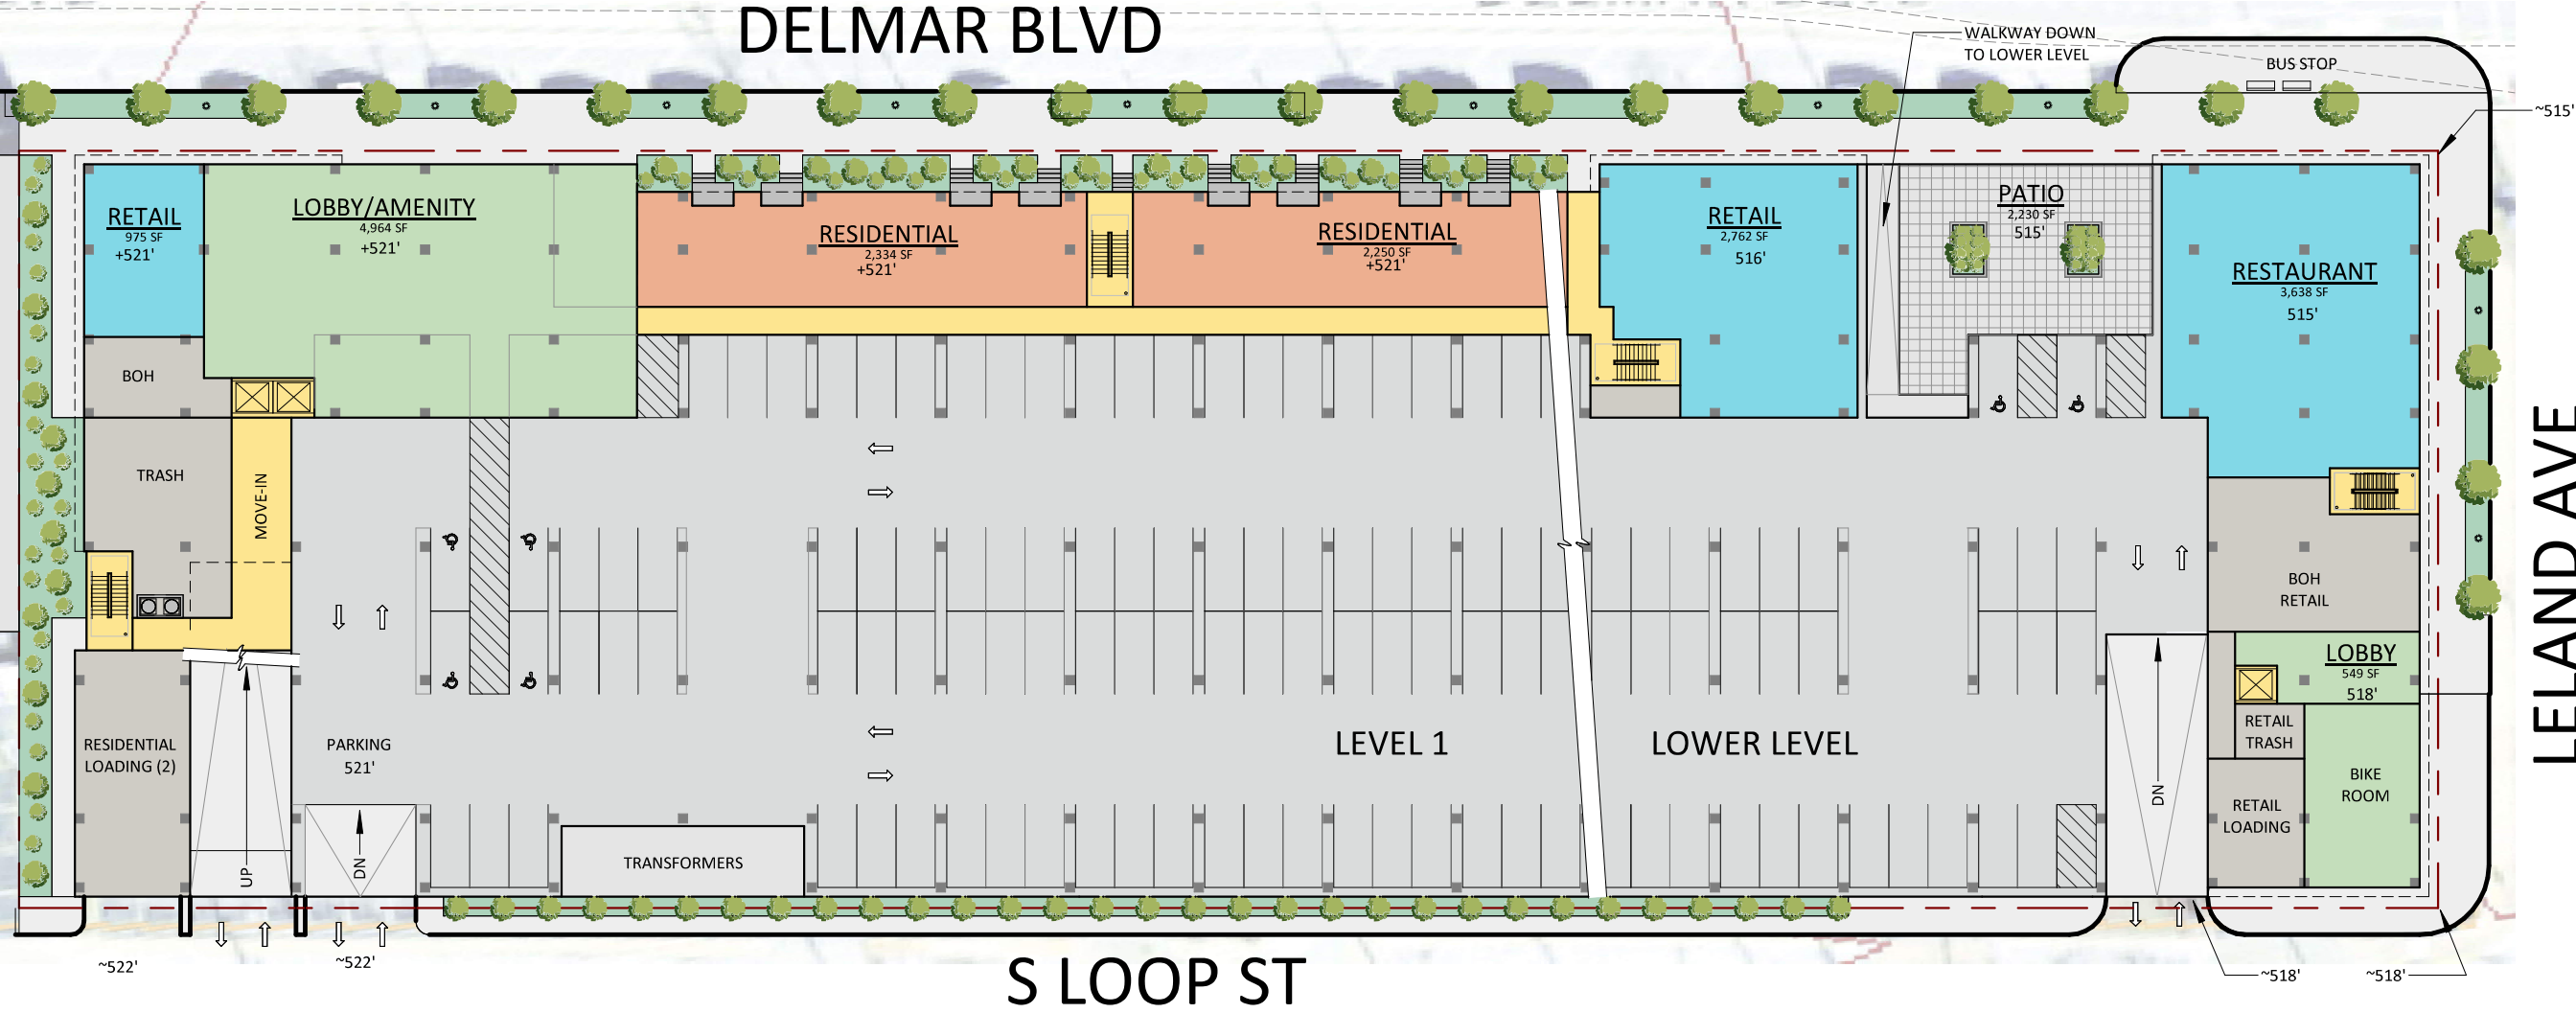 DELMAR BLVD
WALKWAY DOWN
TO LOWER LEVEL
BUS STOP
~515'
RETAIL
975 SF
+521'
LOBBY/AMENITY
4,964 SF
+521'
RESIDENTIAL
2,334 SF
+521'
RESIDENTIAL
2,250 SF
+521'
RETAIL
2,762 SF
516'
PATIO
2,230 SF
515'
RESTAURANT
3,638 SF
515'
BOH
TRASH
MOVE-IN
LELAND AVE
BOH
RETAIL
LOBBY
549 SF
518'
RESIDENTIAL
LOADING (2)
UP
PARKING
521'
DN
TRANSFORMERS
LEVEL 1
LOWER LEVEL
DN
RETAIL
TRASH
RETAIL
LOADING
BIKE
ROOM
~522'
~522'
S LOOP ST
~518'
~518'